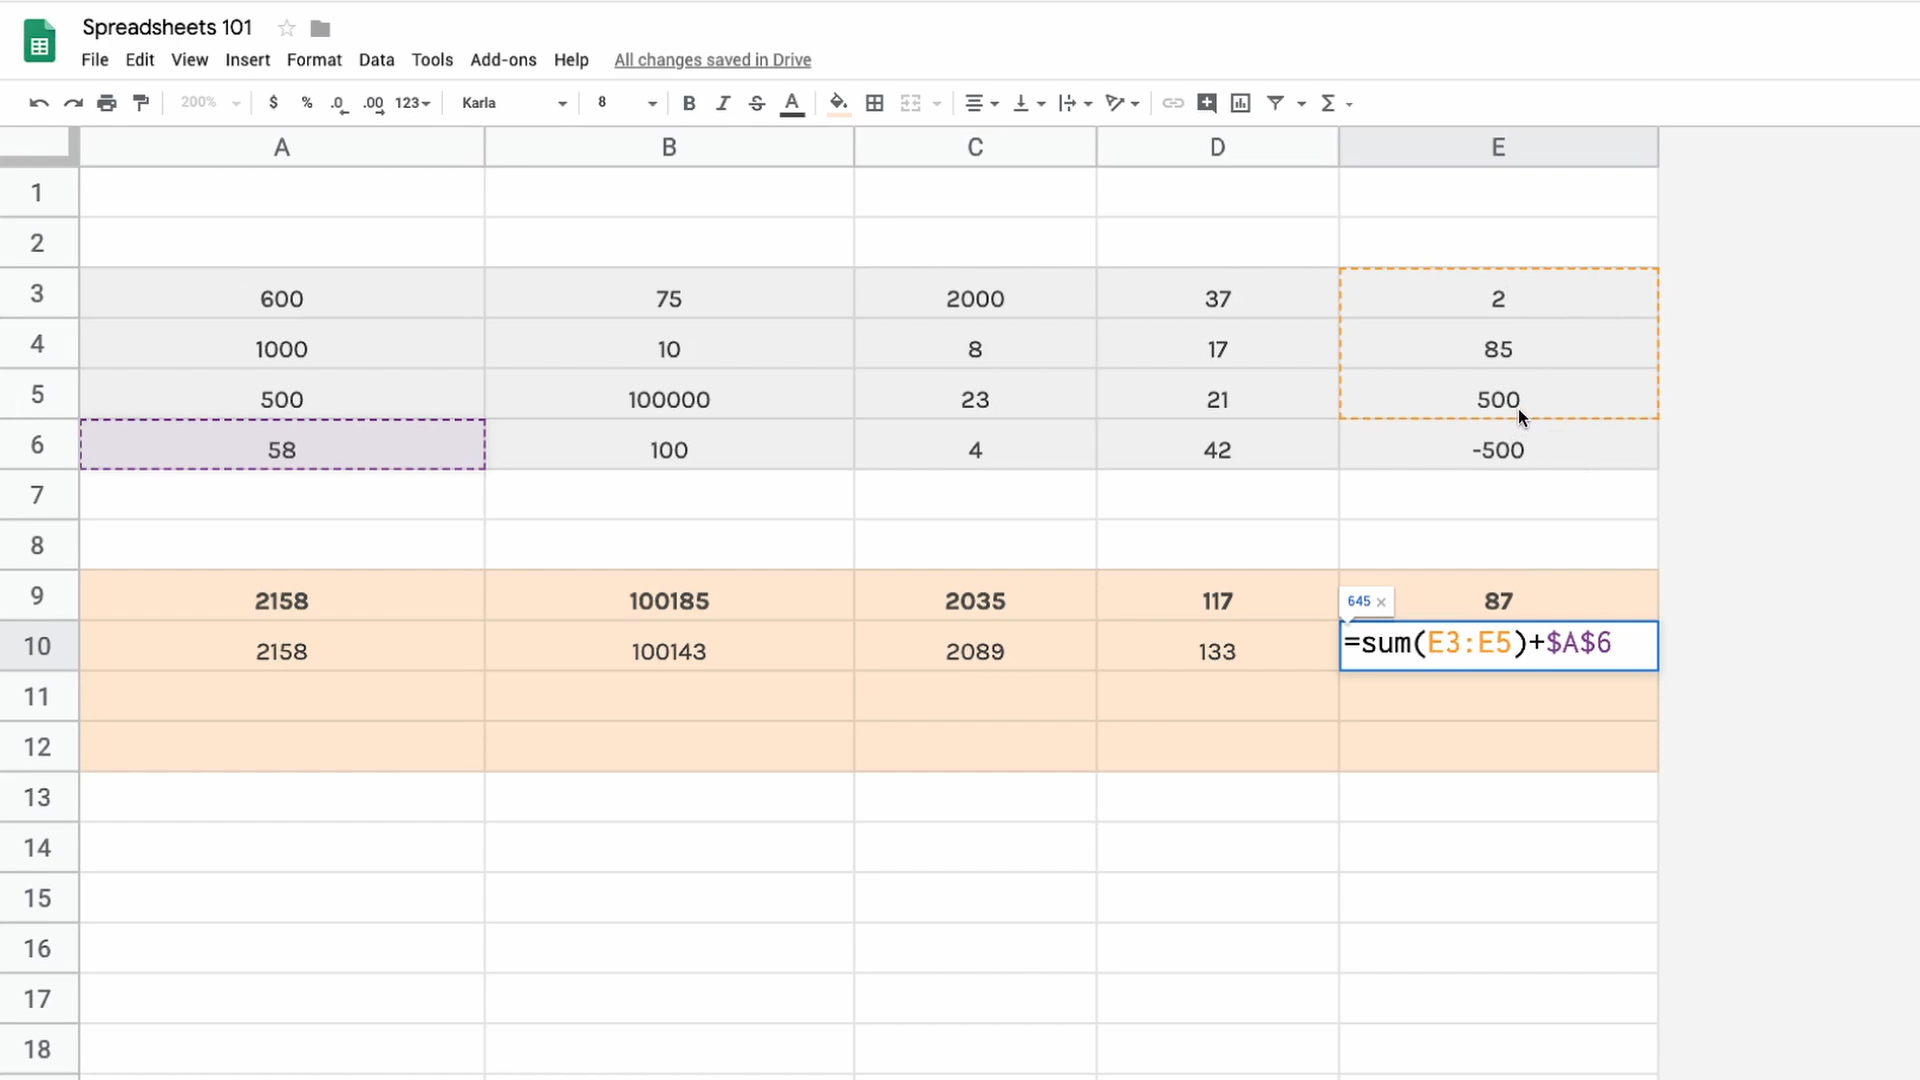 Spreadsheets 101
File Edit View Insert Format Data Tools Add-ons Help All changes saved in Drive
200% $ % .0 .00 123 Karla 8 B I S A Σ
A B C D E
1
2
3 600 75 2000 37 2
4 1000 10 8 17 85
5 500 100000 23 21 500
6 58 100 4 42 -500
7
8
9 2158 100185 2035 117 645 × 87
10 2158 100143 2089 133 =sum(E3:E5)+$A$6
11
12
13
14
15
16
17
18